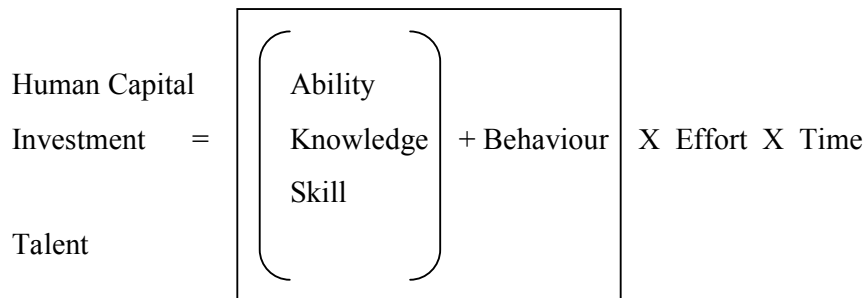 Human Capital Ability
Investment = Knowledge + Behaviour X Effort X Time
Skill
Talent